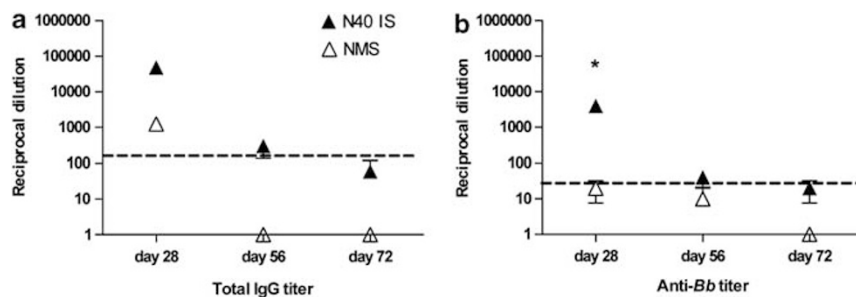 a
Reciprocal dilution
1000000
100000
10000
1000
100
10
1
N40 IS
NMS
day 28
day 56
day 72
Total IgG titer
b
Reciprocal dilution
1000000
100000
10000
1000
100
10
1
*
day 28
day 56
day 72
Anti-Bb titer